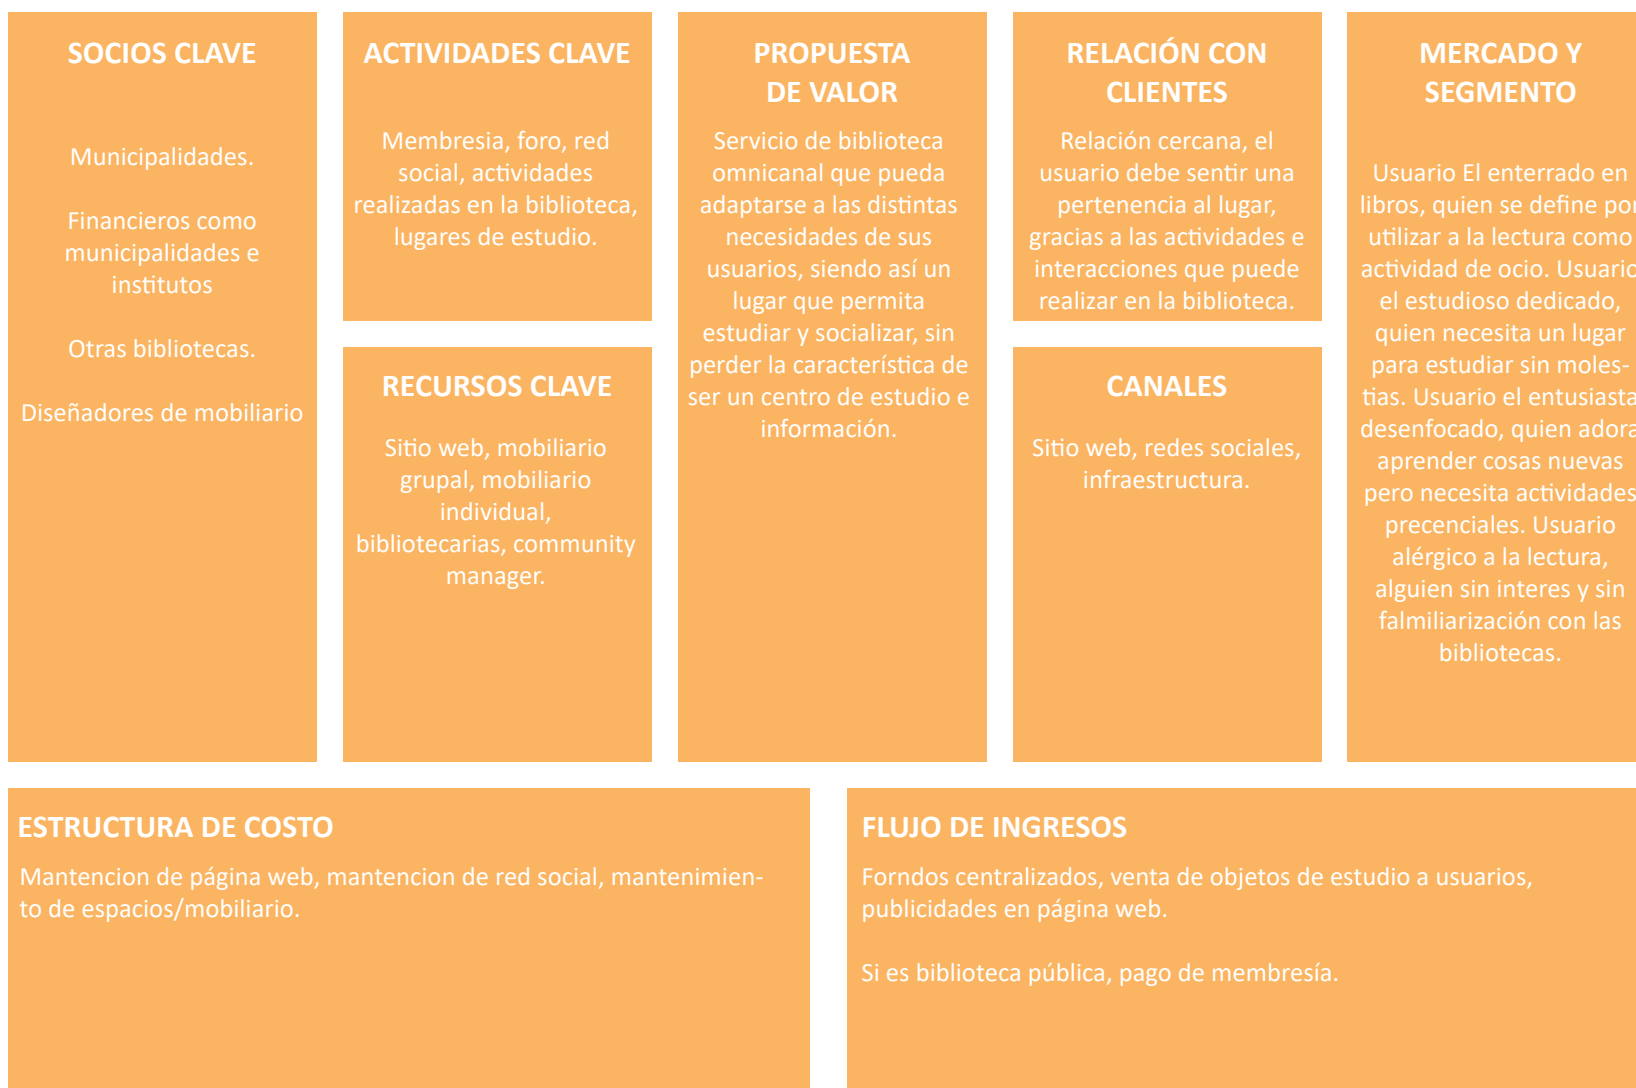 SOCIOS CLAVE
Municipalidades.
Financieros como
municipalidades e
institutos
Otras bibliotecas.
Diseñadores de mobiliario
ACTIVIDADES CLAVE
Membresia, foro, red
social, actividades
realizadas en la biblioteca,
lugares de estudio.
RECURSOS CLAVE
Sitio web, mobiliario
grupal, mobiliario
individual,
bibliotecarias, community
manager.
PROPUESTA
DE VALOR
Servicio de biblioteca
omnicanal que pueda
adaptarse a las distintas
necesidades de sus
usuarios, siendo así un
lugar que permita
estudiar y socializar, sin
perder la característica de
ser un centro de estudio e
información.
RELACIÓN CON
CLIENTES
Relación cercana, el
usuario debe sentir una
pertenencia al lugar,
gracias a las actividades e
interacciones que puede
realizar en la biblioteca.
CANALES
Sitio web, redes sociales,
infraestructura.
MERCADO Y
SEGMENTO
Usuario El enterrado en
libros, quien se define por
utilizar a la lectura como
actividad de ocio. Usuario
el estudioso dedicado,
quien necesita un lugar
para estudiar sin moles-
tias. Usuario el entusiasta
desenfocado, quien adora
aprender cosas nuevas
pero necesita actividades
precenciales. Usuario
alérgico a la lectura,
alguien sin interes y sin
falmiliarización con las
bibliotecas.
ESTRUCTURA DE COSTO
Mantencion de página web, mantencion de red social, mantenimien-
to de espacios/mobiliario.
FLUJO DE INGRESOS
Forndos centralizados, venta de objetos de estudio a usuarios,
publicidades en página web.
Si es biblioteca pública, pago de membresía.